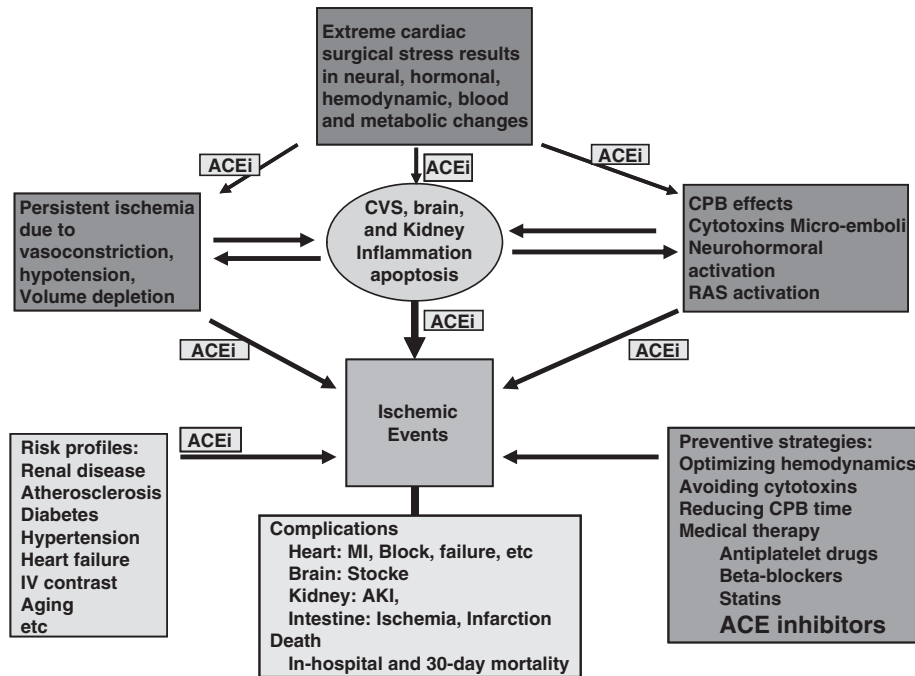 Extreme cardiac
surgical stress results
in neural, hormonal,
hemodynamic, blood
and metabolic changes
ACEi
ACEi
ACEi
Persistent ischemia
due to
vasoconstriction,
hypotension,
Volume depletion
CVS, brain,
and Kidney
Inflammation
apoptosis
CPB effects
Cytotoxins Micro-emboli
Neurohormoral
activation
RAS activation
ACEi
ACEi
ACEi
Ischemic
Events
Risk profiles:
Renal disease
Atherosclerosis
Diabetes
Hypertension
Heart failure
IV contrast
Aging
etc
ACEi
Preventive strategies:
Optimizing hemodynamics
Avoiding cytotoxins
Reducing CPB time
Medical therapy
Antiplatelet drugs
Beta-blockers
Statins
ACE inhibitors
Complications
Heart: MI, Block, failure, etc
Brain: Stocke
Kidney: AKI,
Intestine: Ischemia, Infarction
Death
In-hospital and 30-day mortality